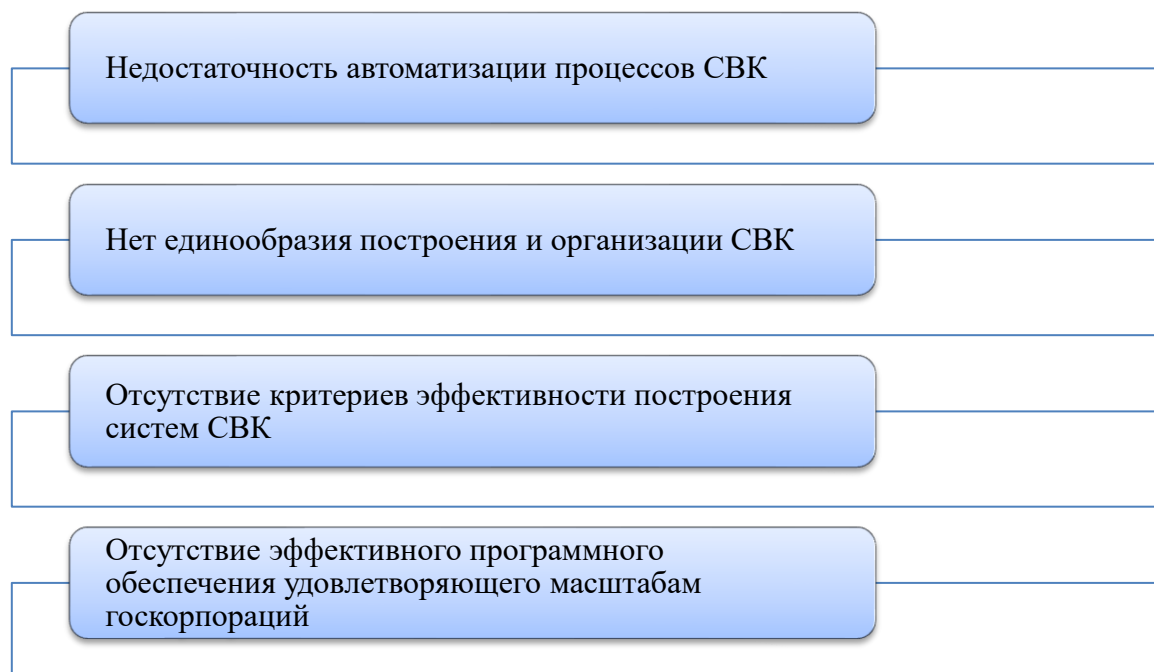 Недостаточность автоматизации процессов СВК
Нет единообразия построения и организации СВК
Отсутствие критериев эффективности построения
систем СВК
Отсутствие эффективного программного
обеспечения удовлетворяющего масштабам
госкорпораций